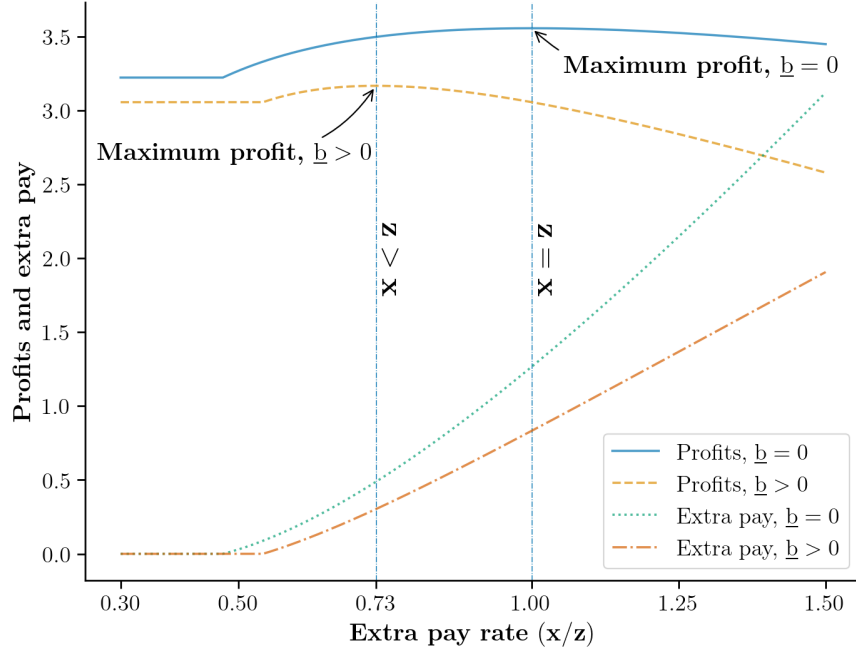 3.5
3.0
2.5
2.0
1.5
1.0
0.5
0.0
Profits and extra pay
Maximum profit, b = 0
Maximum profit, b > 0
x < z
x = z
Profits, b = 0
Profits, b > 0
Extra pay, b = 0
Extra pay, b > 0
0.30 0.50 0.73 1.00 1.25 1.50
Extra pay rate (x/z)